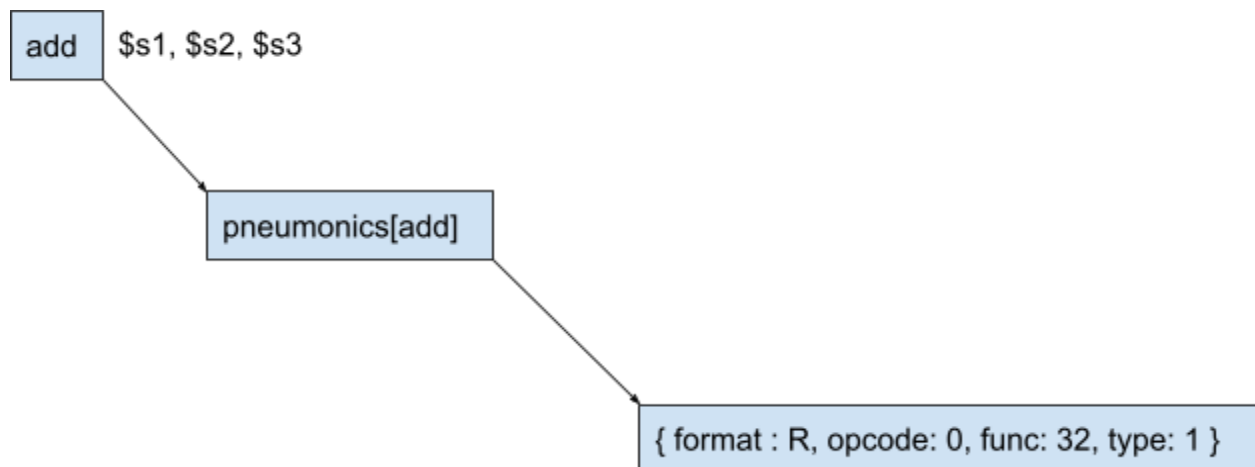 add $s1, $s2, $s3
pneumonics[add]
{ format : R, opcode: 0, func: 32, type: 1 }